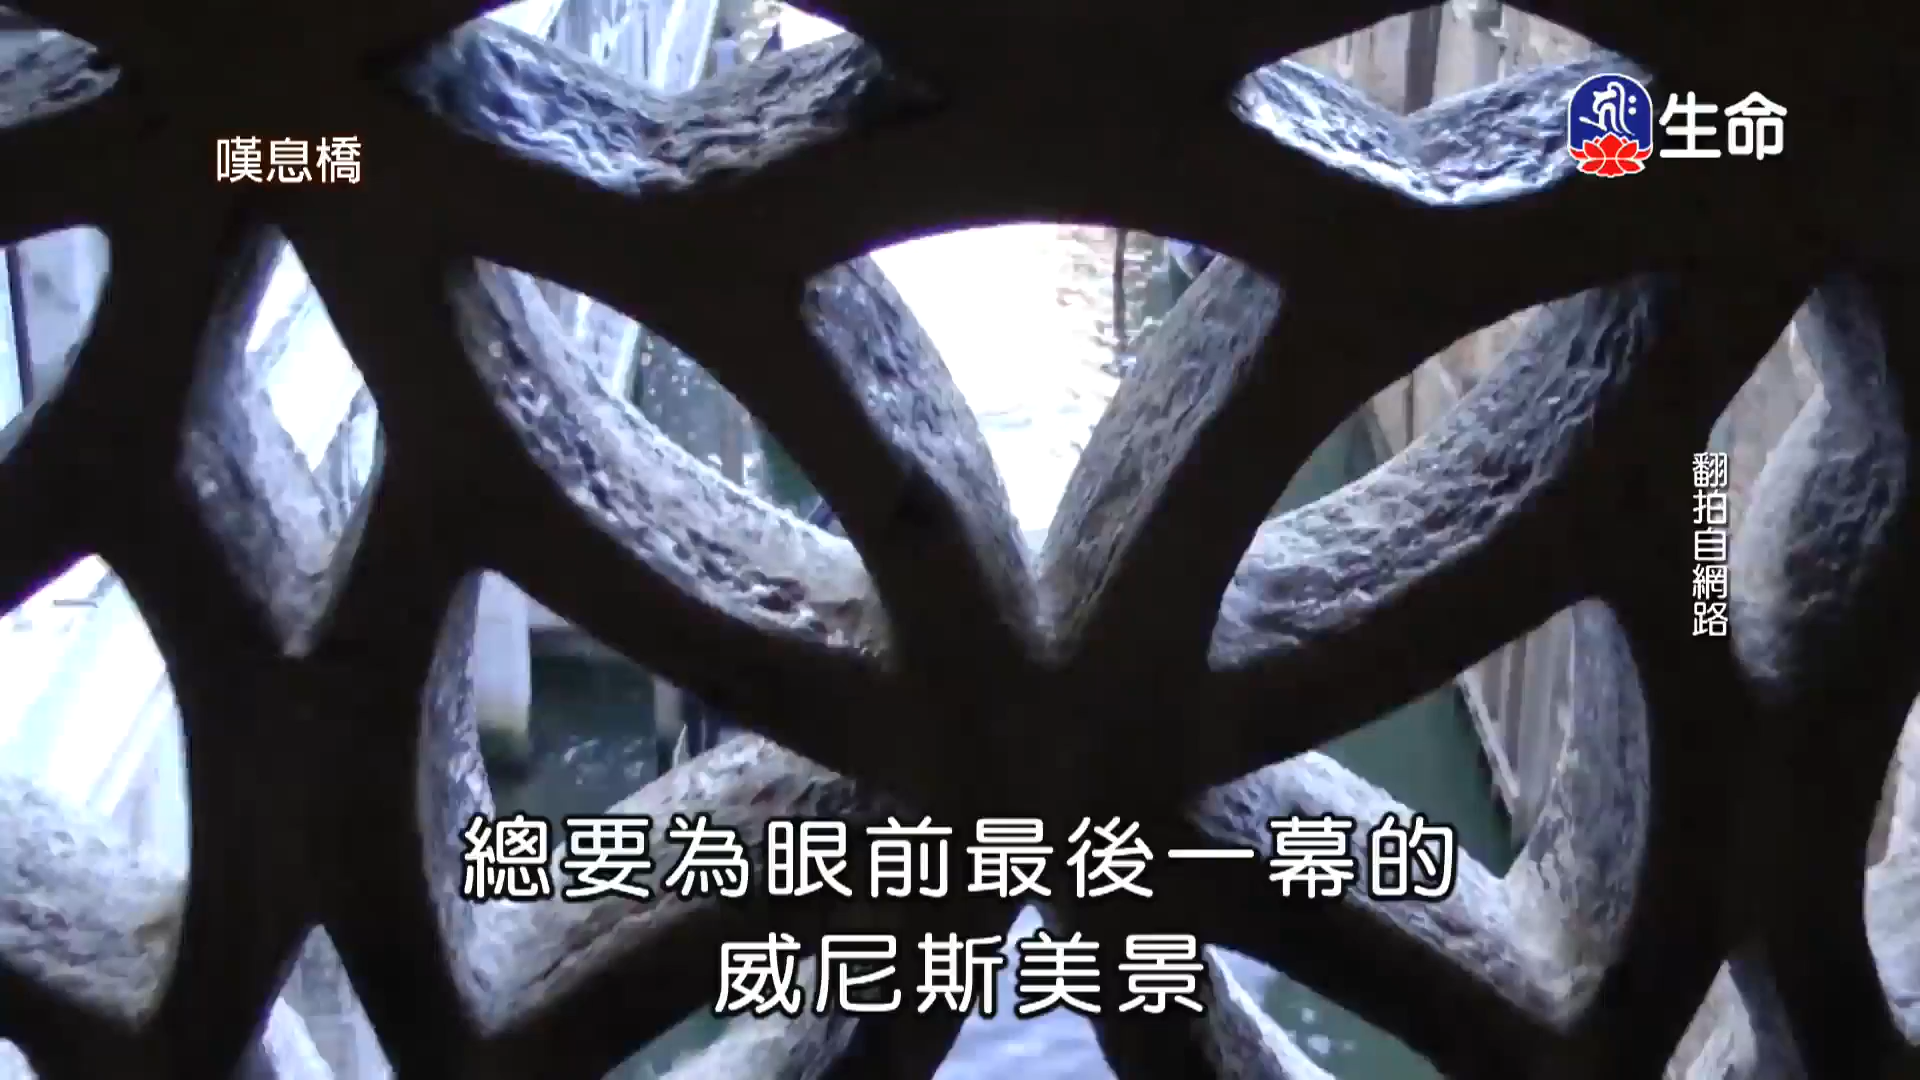 嘆息橋
生命
翻拍自網路
總要為眼前最後一幕的
威尼斯美景